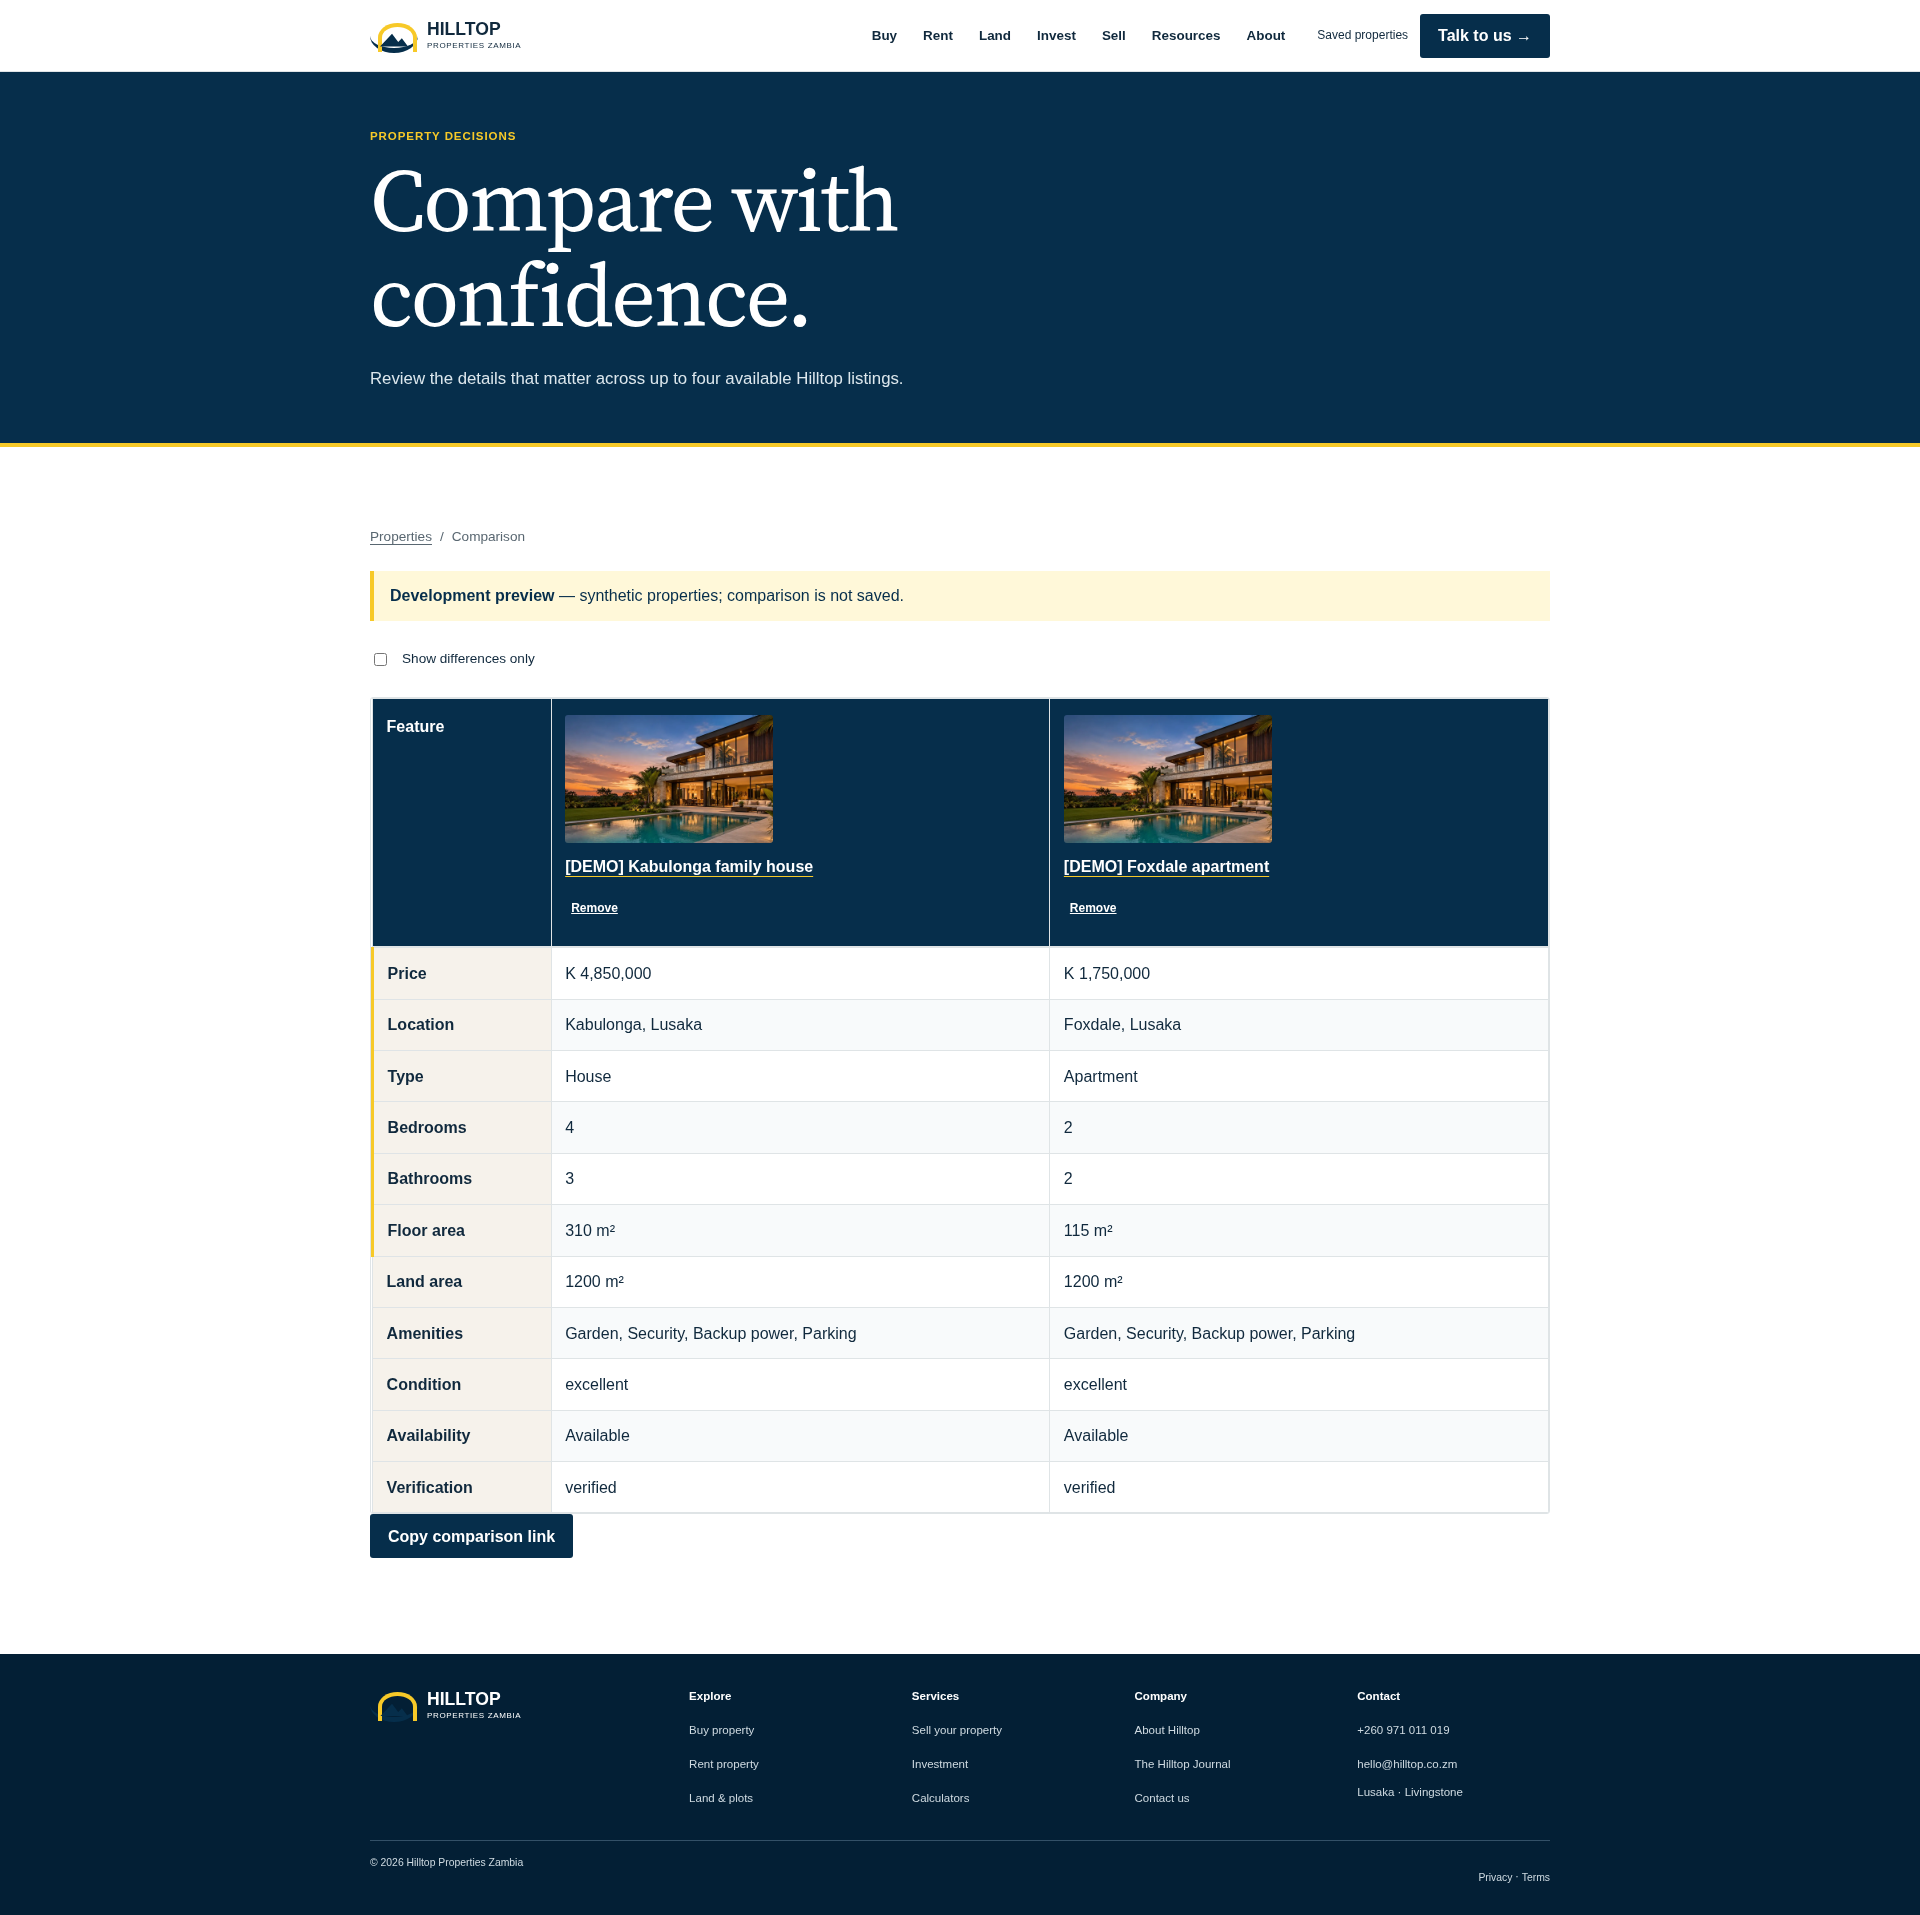 HILLTOP
PROPERTIES ZAMBIA
Buy Rent Land Invest Sell Resources About Saved properties Talk to us →
PROPERTY DECISIONS
Compare with
confidence.
Review the details that matter across up to four available Hilltop listings.
Properties / Comparison
Development preview — synthetic properties; comparison is not saved.
Show differences only
Feature
[DEMO] Kabulonga family house [DEMO] Foxdale apartment
Remove Remove
Price K 4,850,000 K 1,750,000
Location Kabulonga, Lusaka Foxdale, Lusaka
Type House Apartment
Bedrooms 4 2
Bathrooms 3 2
Floor area 310 m² 115 m²
Land area 1200 m² 1200 m²
Amenities Garden, Security, Backup power, Parking Garden, Security, Backup power, Parking
Condition excellent excellent
Availability Available Available
Verification verified verified
Copy comparison link
HILLTOP
PROPERTIES ZAMBIA
Explore
Buy property
Rent property
Land & plots
Services
Sell your property
Investment
Calculators
Company
About Hilltop
The Hilltop Journal
Contact us
Contact
+260 971 011 019
hello@hilltop.co.zm
Lusaka · Livingstone
© 2026 Hilltop Properties Zambia
Privacy · Terms